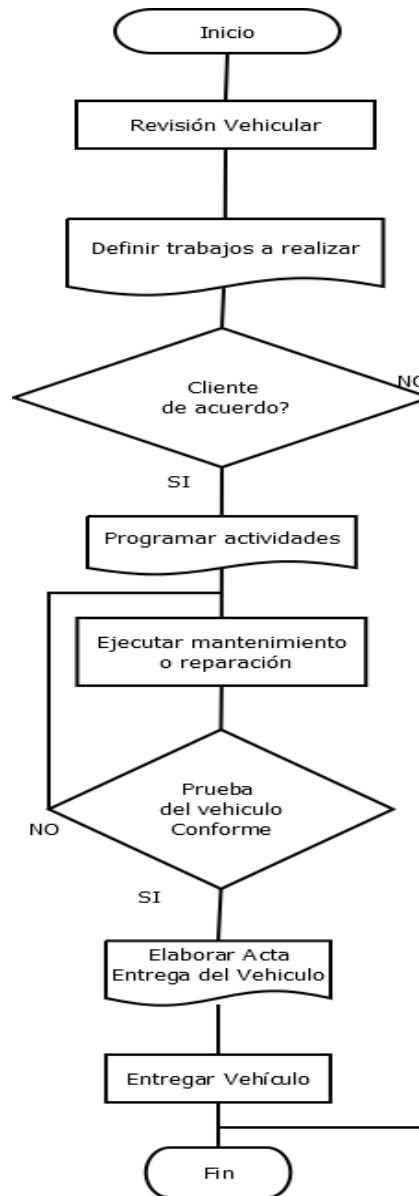 Inicio
Revisión Vehicular
Definir trabajos a realizar
Cliente
de acuerdo?
NO
SI
Programar actividades
Ejecutar mantenimiento
o reparación
Prueba
del vehiculo
Conforme
NO
SI
Elaborar Acta
Entrega del Vehiculo
Entregar Vehículo
Fin